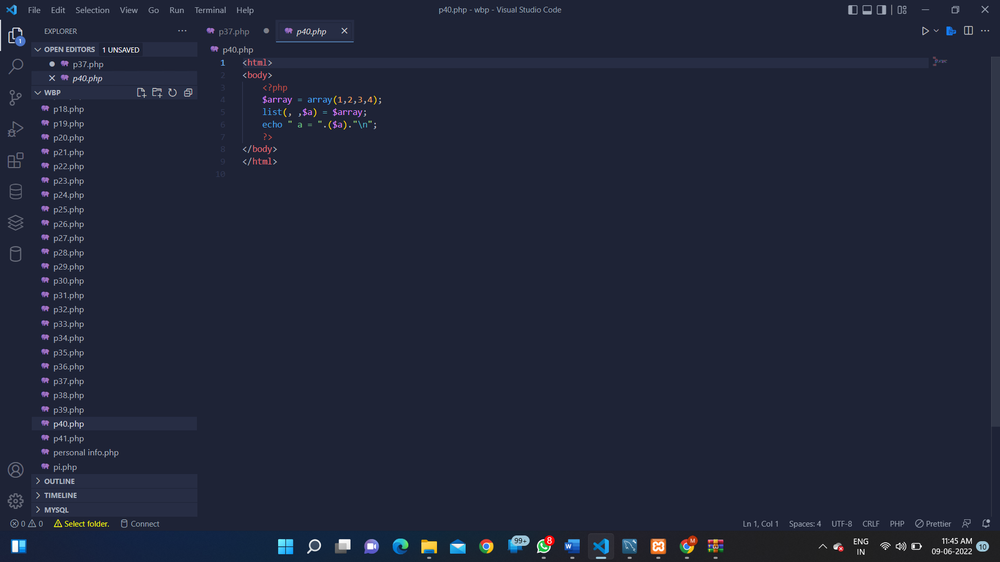 File Edit Selection View Go Run Terminal Help
p40.php - wbp - Visual Studio Code
EXPLORER
1
OPEN EDITORS 1 UNSAVED
p37.php
p40.php
WBP
p18.php
p19.php
p20.php
p21.php
p22.php
p23.php
p24.php
p25.php
p26.php
p27.php
p28.php
p29.php
p30.php
p31.php
p32.php
p33.php
p34.php
p35.php
p36.php
p37.php
p38.php
p39.php
p40.php
p41.php
personal info.php
pi.php
OUTLINE
TIMELINE
MYSQL
p37.php p40.php
p40.php
1 <html>
2 <body>
3 <?php
4 $array = array(1,2,3,4);
5 list(, ,$a) = $array;
6 echo " a = ".($a)."\n";
7 ?>
8 </body>
9 </html>
10
0 0 Select folder. Connect
Ln 1, Col 1 Spaces: 4 UTF-8 CRLF PHP Prettier
99+ 8 M
ENG
IN
11:45 AM
09-06-2022
10